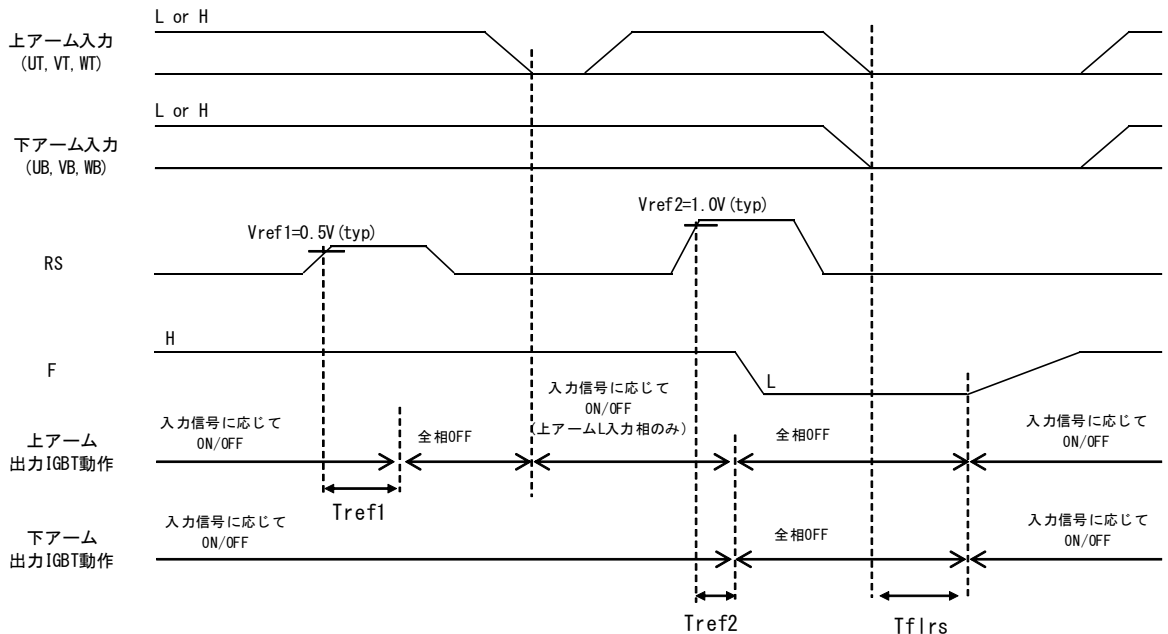 L or H
上アーム入力
(UT, VT, WT)
L or H
下アーム入力
(UB, VB, WB)
Vref1=0.5V(typ)
Vref2=1.0V(typ)
RS
H
F
L
上アーム
出力IGBT動作
入力信号に応じて
ON/OFF
全相OFF
入力信号に応じて
ON/OFF
(上アームL入力相のみ)
全相OFF
入力信号に応じて
ON/OFF
Tref1
下アーム
出力IGBT動作
入力信号に応じて
ON/OFF
全相OFF
入力信号に応じて
ON/OFF
Tref2
Tflrs